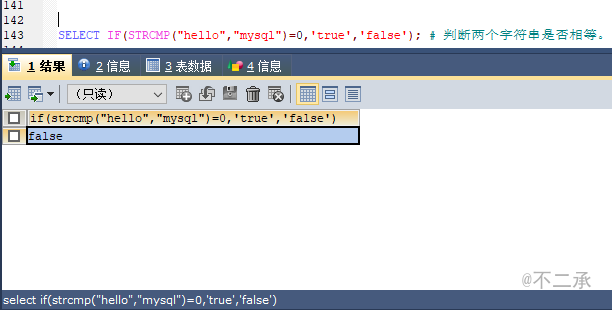 141
142
143 SELECT IF(STRCMP("hello","mysql")=0,'true','false'); # 判断两个字符串是否相等。
1 结果 2 信息 3 表数据 4 信息
（只读）
if(strcmp("hello","mysql")=0,'true','false')
false
@不二承
select if(strcmp("hello","mysql")=0,'true','false')